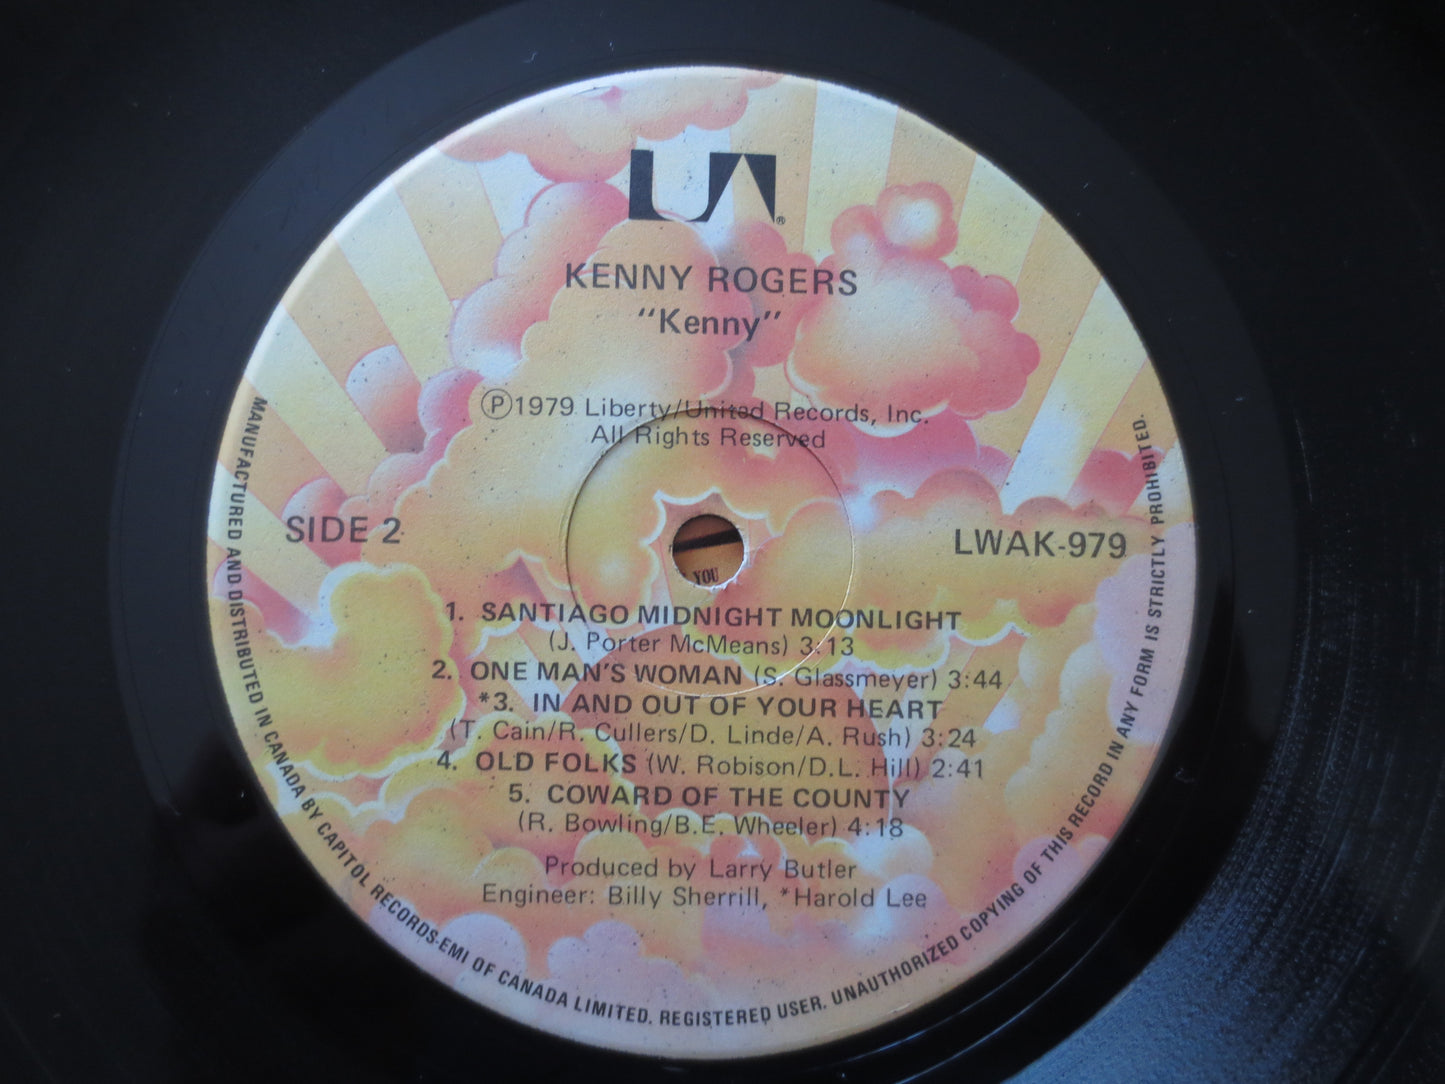 UA®
KENNY ROGERS
"Kenny"
Ⓟ1979 Liberty/United Records, Inc.
All Rights Reserved
SIDE 2
LWAK-979
YOU
1. SANTIAGO MIDNIGHT MOONLIGHT
(J. Porter McMeans) 3:13
2. ONE MAN'S WOMAN (S. Glassmeyer) 3:44
*3. IN AND OUT OF YOUR HEART
(T. Cain/R. Cullers/D. Linde/A. Rush) 3:24
4. OLD FOLKS (W. Robison/D.L. Hill) 2:41
5. COWARD OF THE COUNTY
(R. Bowling/B.E. Wheeler) 4:18
Produced by Larry Butler
Engineer: Billy Sherrill, *Harold Lee
MANUFACTURED AND DISTRIBUTED IN CANADA BY CAPITOL RECORDS-EMI OF CANADA LIMITED. REGISTERED USER. UNAUTHORIZED COPYING OF THIS RECORD IN ANY FORM IS STRICTLY PROHIBITED.